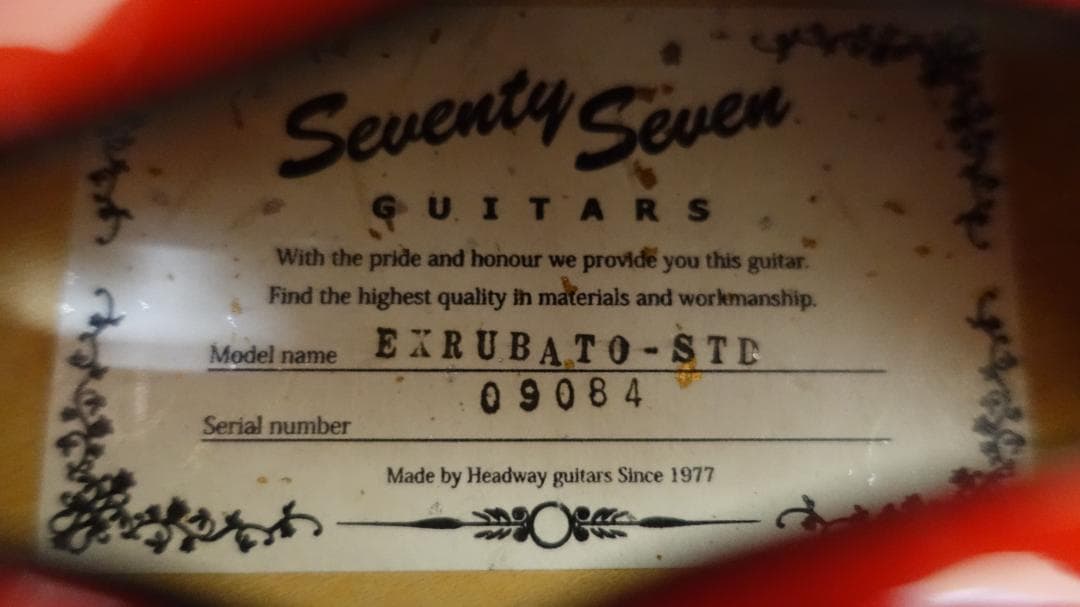 Seventy Seven
GUITARS
With the pride and honour we provide you this guitar.
Find the highest quality in materials and workmanship.
Model name EXRUBATO-STD
09084
Serial number
Made by Headway guitars Since 1977